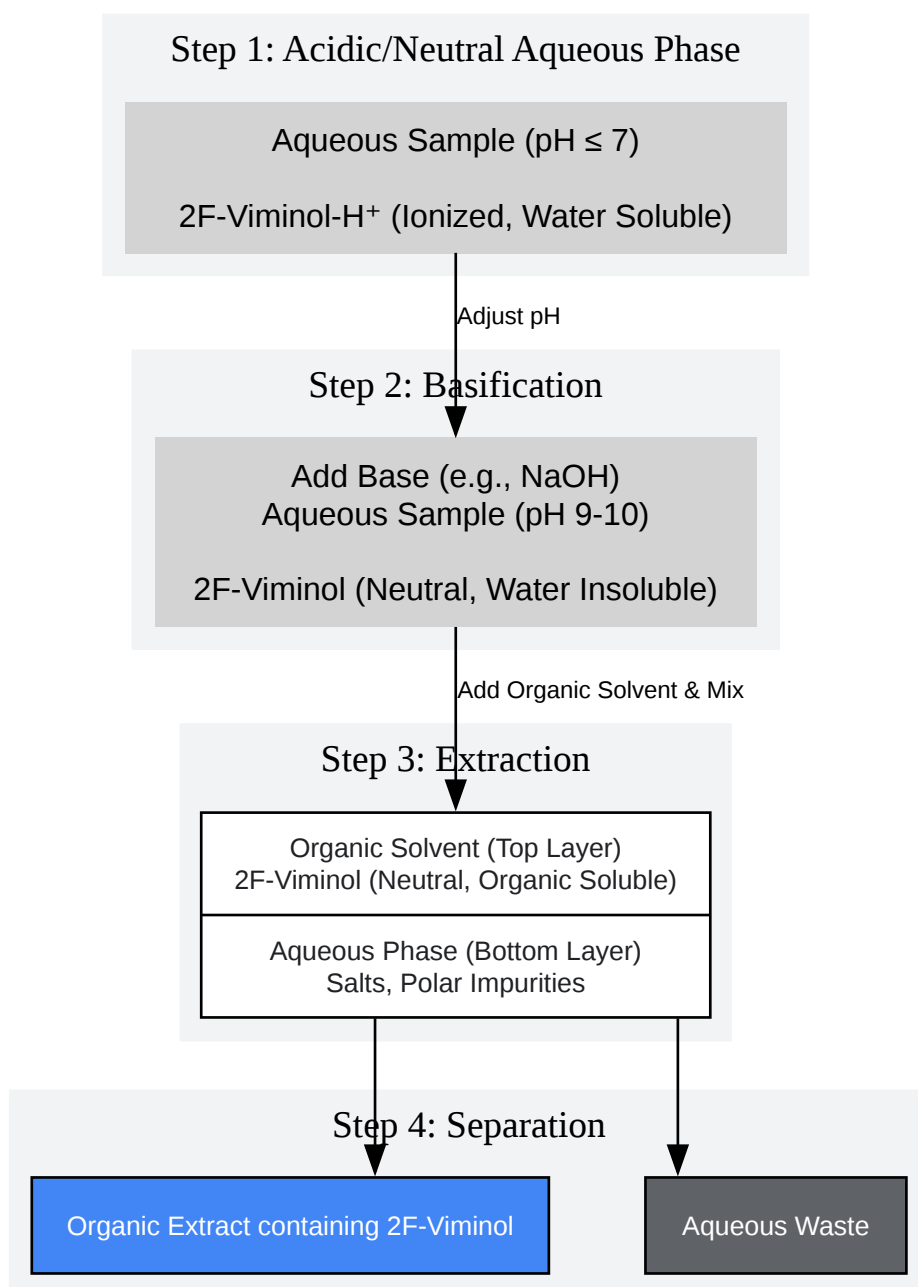 Step 1: Acidic/Neutral Aqueous Phase
Aqueous Sample (pH ≤ 7)
2F-Viminol-H⁺ (Ionized, Water Soluble)
Adjust pH
Step 2: Basification
Add Base (e.g., NaOH)
Aqueous Sample (pH 9-10)
2F-Viminol (Neutral, Water Insoluble)
Add Organic Solvent & Mix
Step 3: Extraction
Organic Solvent (Top Layer)
2F-Viminol (Neutral, Organic Soluble)
Aqueous Phase (Bottom Layer)
Salts, Polar Impurities
Step 4: Separation
Organic Extract containing 2F-Viminol
Aqueous Waste